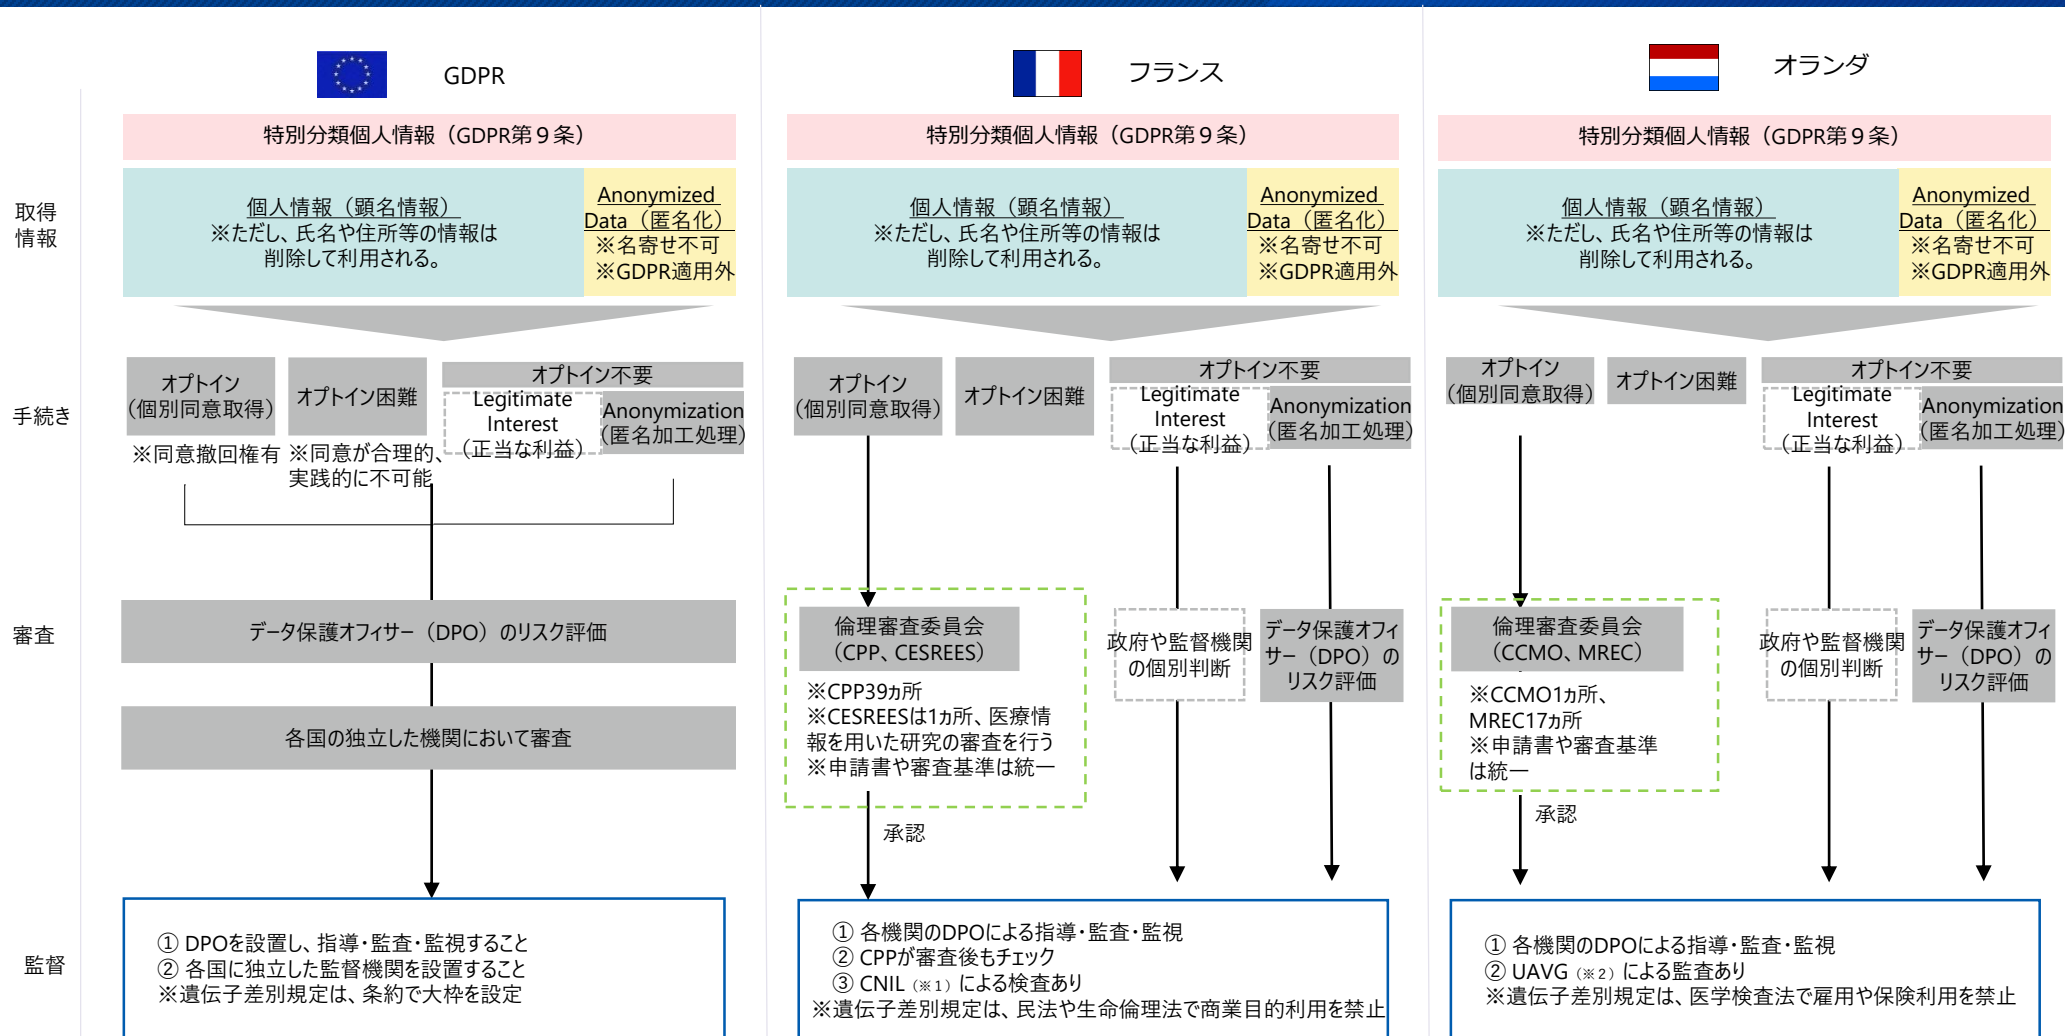 GDPR
フランス
オランダ
取得
情報
手続き
審査
監督
特別分類個人情報（GDPR第９条）
個人情報（顕名情報）
※ただし、氏名や住所等の情報は
削除して利用される。
Anonymized
Data（匿名化）
※名寄せ不可
※GDPR適用外
オプトイン
(個別同意取得)
※同意撤回権有
オプトイン困難
※同意が合理的、
実践的に不可能
オプトイン不要
Legitimate
Interest
（正当な利益）
Anonymization
(匿名加工処理)
データ保護オフィサー（DPO）のリスク評価
各国の独立した機関において審査
① DPOを設置し、指導・監査・監視すること
② 各国に独立した監督機関を設置すること
※遺伝子差別規定は、条約で大枠を設定
特別分類個人情報（GDPR第９条）
個人情報（顕名情報）
※ただし、氏名や住所等の情報は
削除して利用される。
Anonymized
Data（匿名化）
※名寄せ不可
※GDPR適用外
オプトイン
(個別同意取得)
オプトイン困難
オプトイン不要
Legitimate
Interest
（正当な利益）
Anonymization
(匿名加工処理)
倫理審査委員会
（CPP、CESREES）
※CPP39ヵ所
※CESREESは1ヵ所、医療情
報を用いた研究の審査を行う
※申請書や審査基準は統一
政府や監督機関
の個別判断
データ保護オフィ
サー（DPO）の
リスク評価
承認
① 各機関のDPOによる指導・監査・監視
② CPPが審査後もチェック
③ CNIL（※１）による検査あり
※遺伝子差別規定は、民法や生命倫理法で商業目的利用を禁止
特別分類個人情報（GDPR第９条）
個人情報（顕名情報）
※ただし、氏名や住所等の情報は
削除して利用される。
Anonymized
Data（匿名化）
※名寄せ不可
※GDPR適用外
オプトイン
(個別同意取得)
オプトイン困難
オプトイン不要
Legitimate
Interest
（正当な利益）
Anonymization
(匿名加工処理)
倫理審査委員会
（CCMO、MREC）
※CCMO1ヵ所、
MREC17ヵ所
※申請書や審査基準
は統一
政府や監督機関
の個別判断
データ保護オフィ
サー（DPO）の
リスク評価
承認
① 各機関のDPOによる指導・監査・監視
② UAVG（※２）による監査あり
※遺伝子差別規定は、医学検査法で雇用や保険利用を禁止